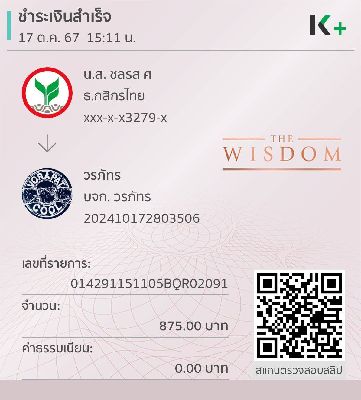 ชำระเงินสำเร็จ
17 ต.ค. 67 15:11 น.
K+
น.ส. ชลรส ศ
ธ.กสิกรไทย
xxx-x-x3279-x
THE
WISDOM
วรภัทร
บจก. วรภัทร
202410172803506
เลขที่รายการ:
014291151105BQR02091
จำนวน:
875.00 บาท
ค่าธรรมเนียน:
0.00 บาท
สแกนตรวจสอบสลิป